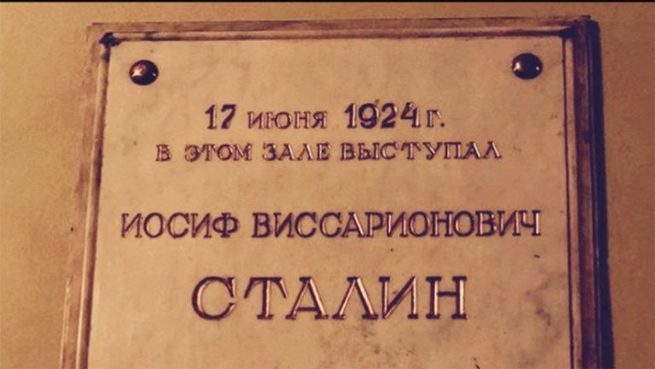 17 июня 1924 г.
В ЭТОМ ЗАЛЕ ВЫСТУПАЛ
ИОСИФ ВИССАРИОНОВИЧ
СТАЛИН